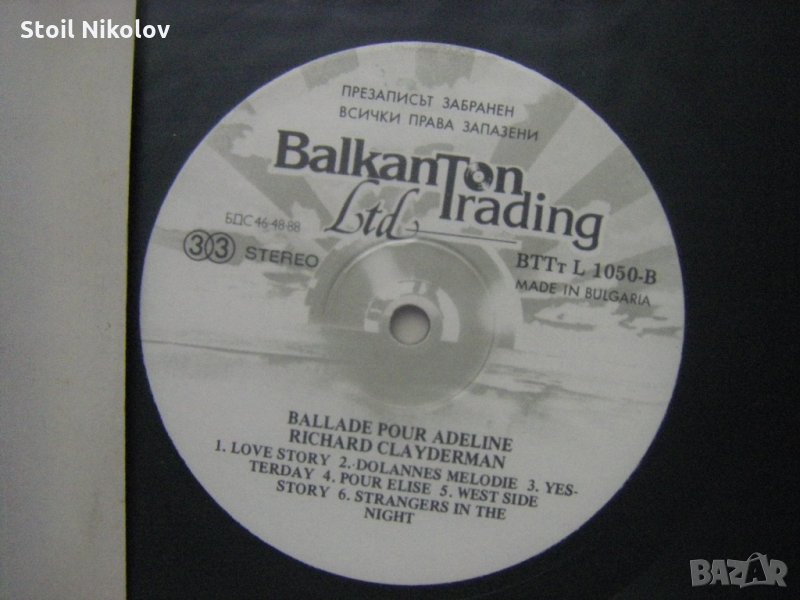 Stoil Nikolov
ПРЕЗАПИСЪТ ЗАБРАНЕН
ВСИЧКИ ПРАВА ЗАПАЗЕНИ
BalkanTon
Ltd Trading
БДС 46-48-88
33 STEREO
BTTт L 1050-B
MADE IN BULGARIA
BALLADE POUR ADELINE
RICHARD CLAYDERMAN
1. LOVE STORY 2. DOLANNES MELODIE 3. YES-
TERDAY 4. POUR ELISE 5. WEST SIDE
STORY 6. STRANGERS IN THE
NIGHT
BAZAR